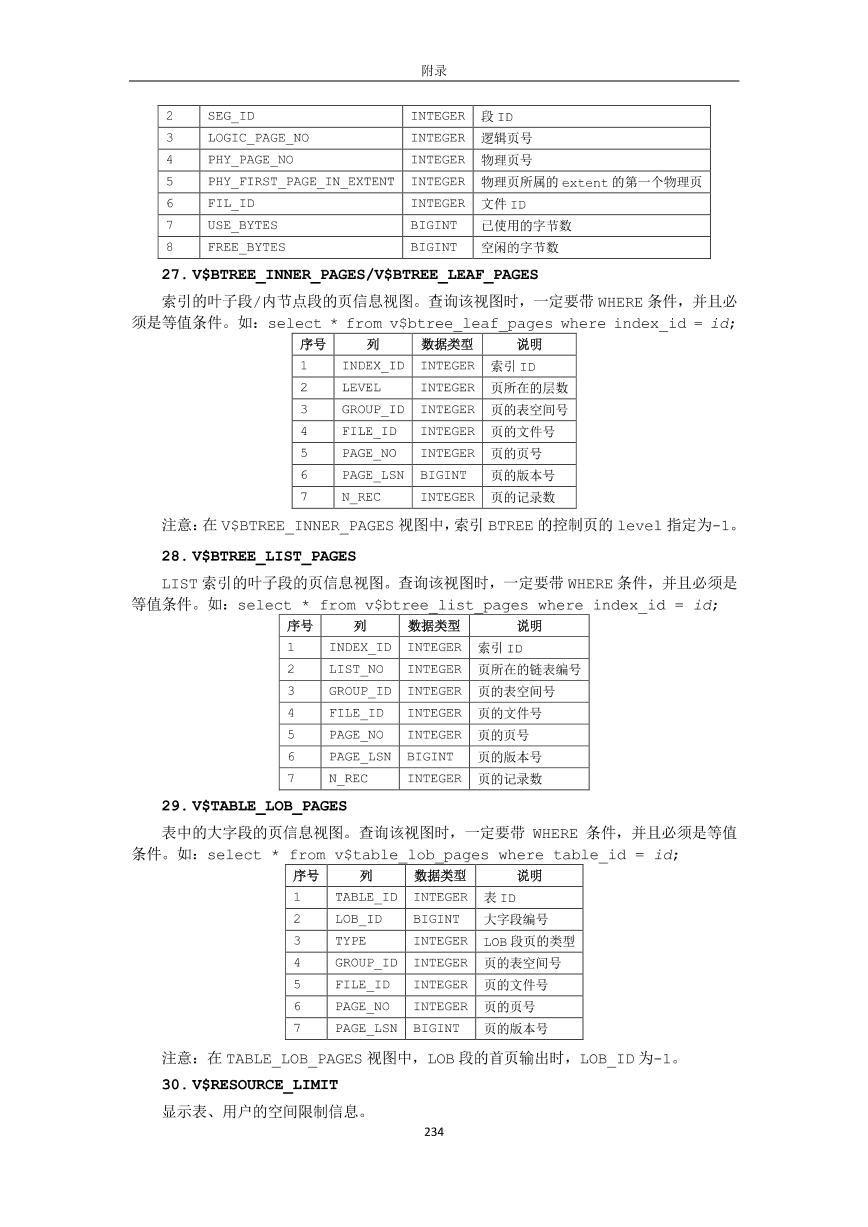 附录
2 SEG_ID INTEGER 段 ID
3 LOGIC_PAGE_NO INTEGER 逻辑页号
4 PHY_PAGE_NO INTEGER 物理页号
5 PHY_FIRST_PAGE_IN_EXTENT INTEGER 物理页所属的 extent 的第一个物理页
6 FIL_ID INTEGER 文件 ID
7 USE_BYTES BIGINT 已使用的字节数
8 FREE_BYTES BIGINT 空闲的字节数
27. V$BTREE_INNER_PAGES/V$BTREE_LEAF_PAGES
索引的叶子段/内节点段的页信息视图。查询该视图时，一定要带 WHERE 条件，并且必
须是等值条件。如：select * from v$btree_leaf_pages where index_id = id;
序号 列 数据类型 说明
1 INDEX_ID INTEGER 索引 ID
2 LEVEL INTEGER 页所在的层数
3 GROUP_ID INTEGER 页的表空间号
4 FILE_ID INTEGER 页的文件号
5 PAGE_NO INTEGER 页的页号
6 PAGE_LSN BIGINT 页的版本号
7 N_REC INTEGER 页的记录数
注意：在 V$BTREE_INNER_PAGES 视图中，索引 BTREE 的控制页的 level 指定为-1。
28. V$BTREE_LIST_PAGES
LIST 索引的叶子段的页信息视图。查询该视图时，一定要带 WHERE 条件，并且必须是
等值条件。如：select * from v$btree_list_pages where index_id = id;
序号 列 数据类型 说明
1 INDEX_ID INTEGER 索引 ID
2 LIST_NO INTEGER 页所在的链表编号
3 GROUP_ID INTEGER 页的表空间号
4 FILE_ID INTEGER 页的文件号
5 PAGE_NO INTEGER 页的页号
6 PAGE_LSN BIGINT 页的版本号
7 N_REC INTEGER 页的记录数
29. V$TABLE_LOB_PAGES
表中的大字段的页信息视图。查询该视图时，一定要带 WHERE 条件，并且必须是等值
条件。如：select * from v$table_lob_pages where table_id = id;
序号 列 数据类型 说明
1 TABLE_ID INTEGER 表 ID
2 LOB_ID BIGINT 大字段编号
3 TYPE INTEGER LOB 段页的类型
4 GROUP_ID INTEGER 页的表空间号
5 FILE_ID INTEGER 页的文件号
6 PAGE_NO INTEGER 页的页号
7 PAGE_LSN BIGINT 页的版本号
注意：在 TABLE_LOB_PAGES 视图中，LOB 段的首页输出时，LOB_ID 为-1。
30. V$RESOURCE_LIMIT
显示表、用户的空间限制信息。
234